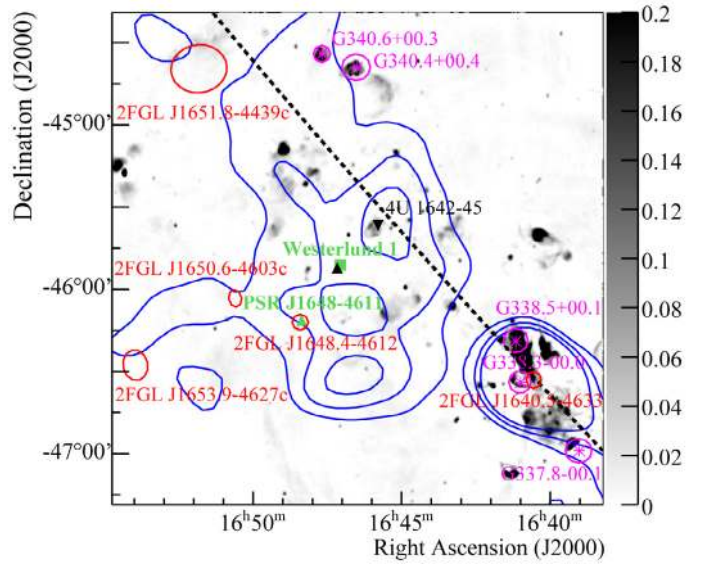 0.2
0.18
0.16
0.14
0.12
0.1
0.08
0.06
0.04
0.02
0
Declination (J2000)
-45°00'
-46°00'
-47°00'
G340.6+00.3
G340.4+00.4
2FGL J1651.8-4439c
4U 1642-45
Westerlund 1
2FGL J1650.6-4603c
PSR J1648-4611
G338.5+00.1
2FGL J1648.4-4612
G338.3-00.0
2FGL J1653.9-4627c
2FGL J1640.5-4633
G337.8-00.1
16h50m
16h45m
16h40m
Right Ascension (J2000)